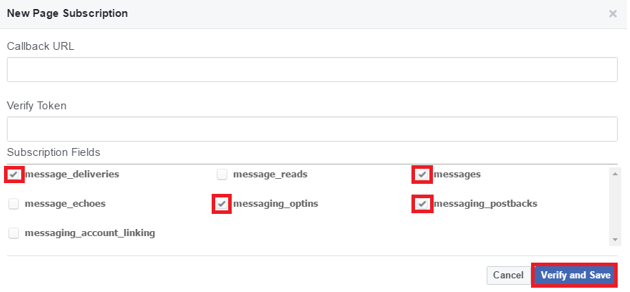 New Page Subscription
Callback URL
Verify Token
Subscription Fields
message_deliveries message_reads messages
message_echoes messaging_optins messaging_postbacks
messaging_account_linking
Cancel Verify and Save